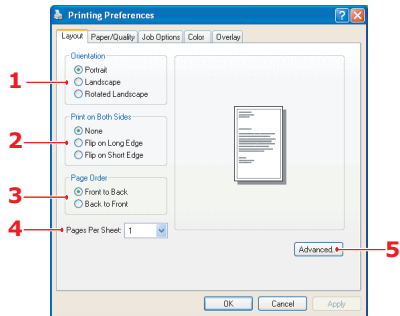 Printing Preferences
Layout Paper/Quality Job Options Color Overlay
Orientation
Portrait
1
Landscape
Rotated Landscape
Print on Both Sides
None
2
Flip on Long Edge
Flip on Short Edge
Page Order
Front to Back
3
Back to Front
4
Pages Per Sheet: 1
Advanced..
5
OK Cancel Apply